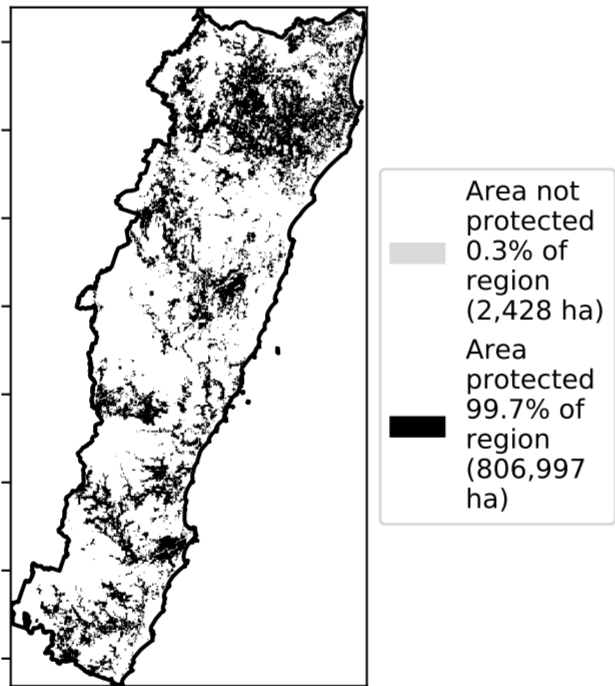 Area not
protected
0.3% of
region
(2,428 ha)
Area
protected
99.7% of
region
(806,997
ha)